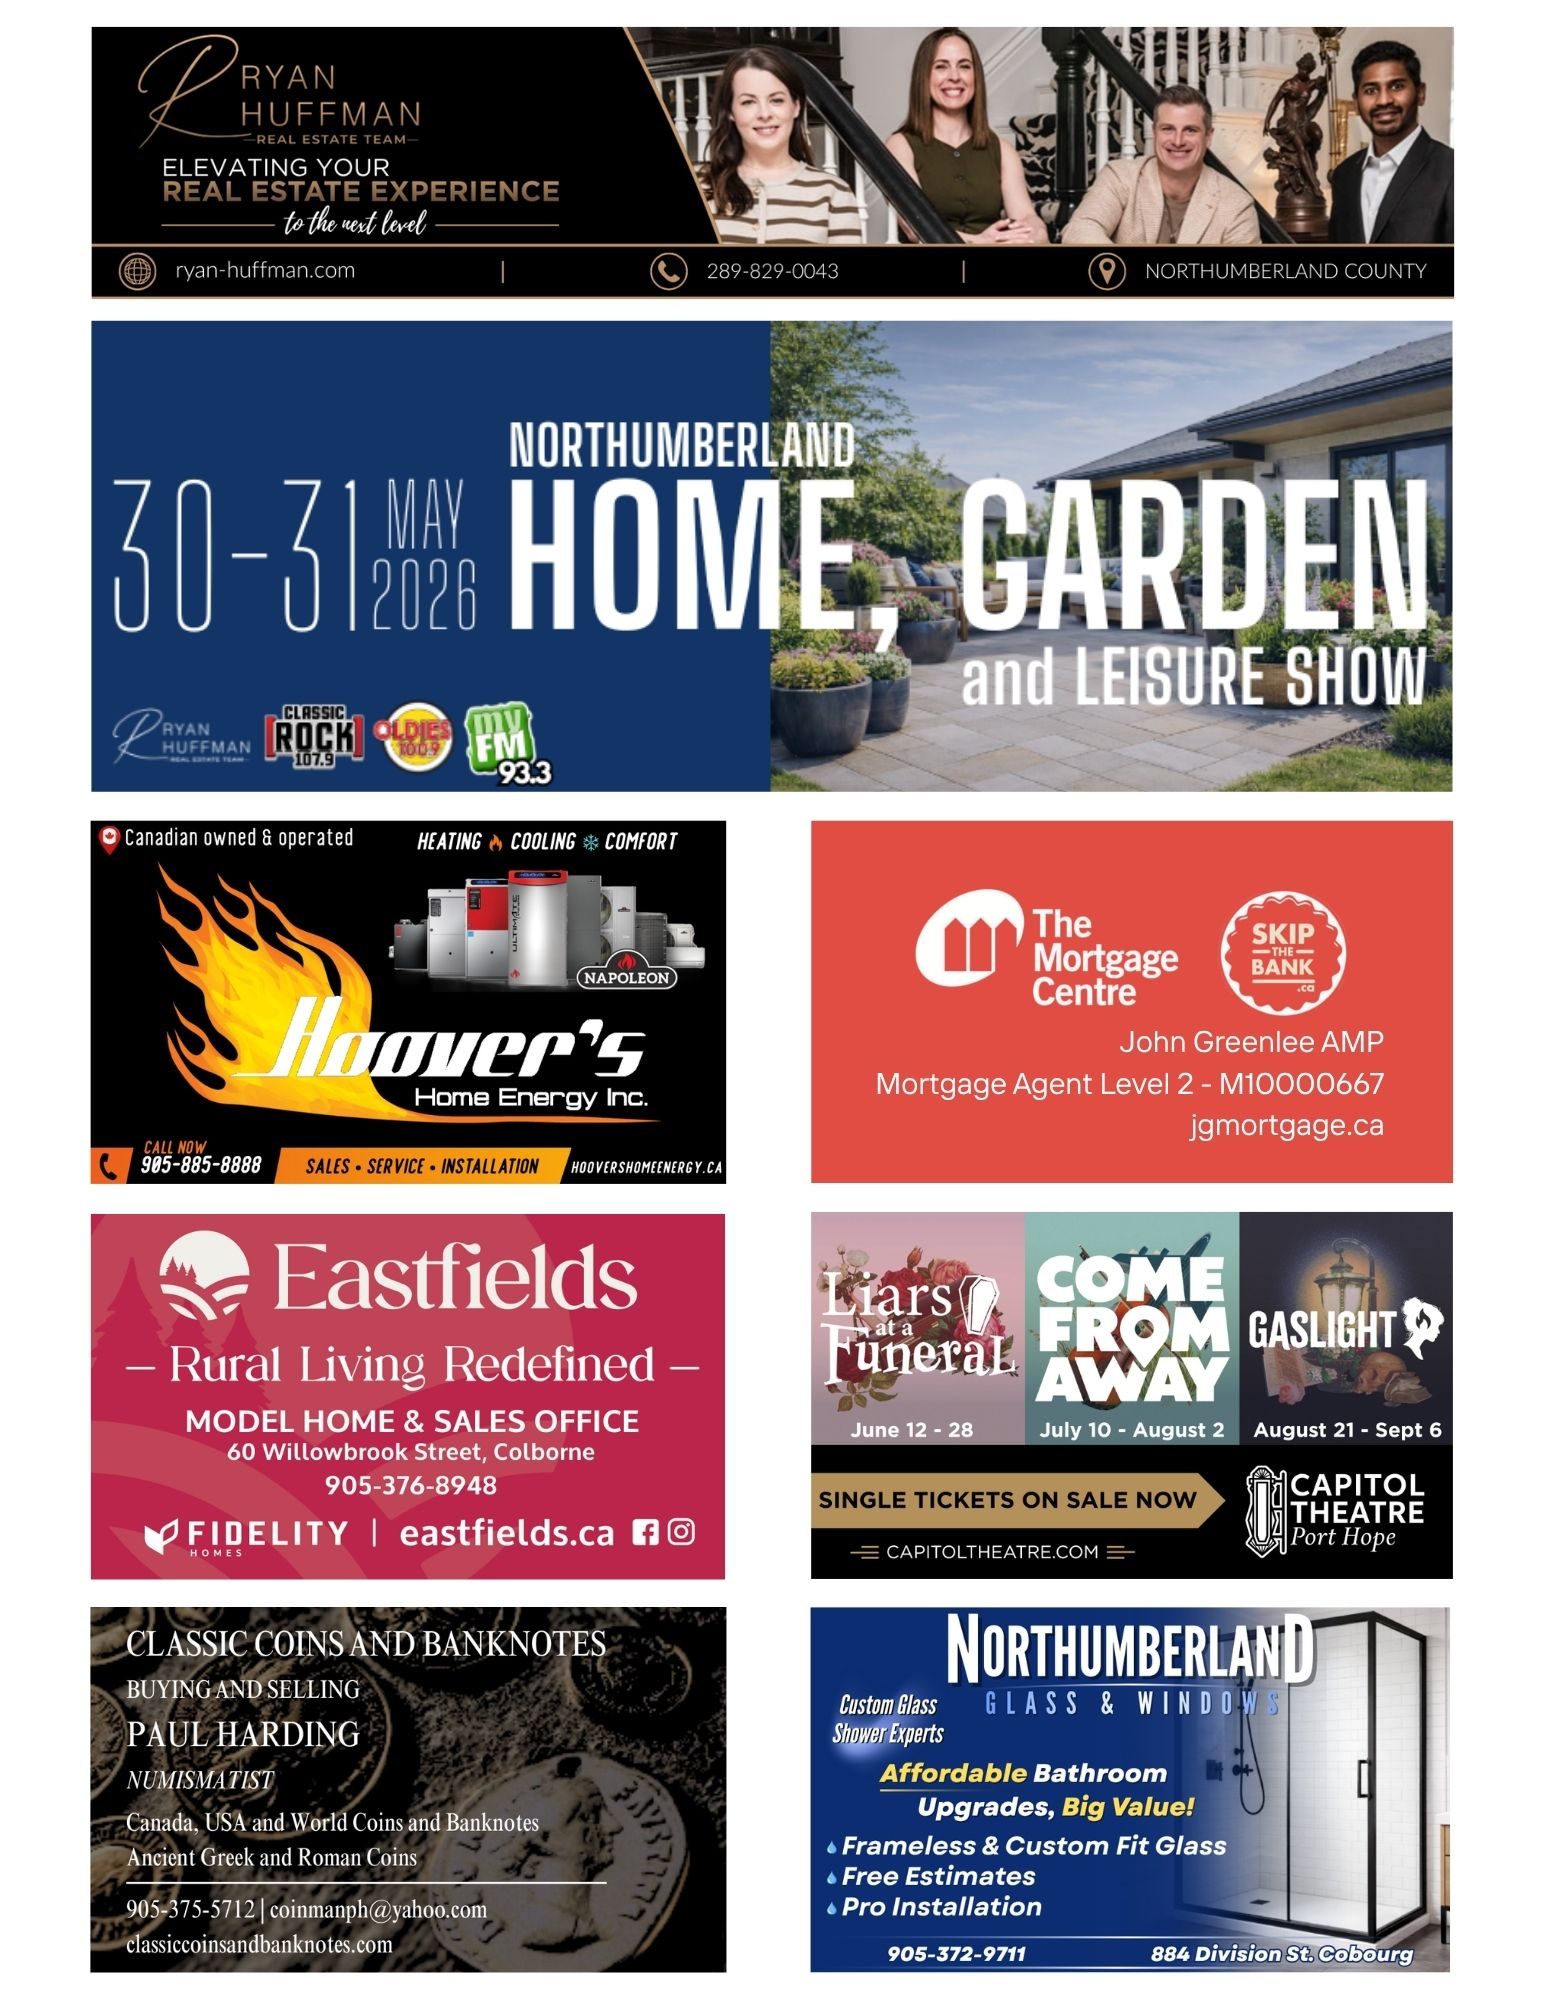 RYAN
HUFFMAN
REAL ESTATE TEAM
ELEVATING YOUR
REAL ESTATE EXPERIENCE
to the next level
ryan-huffman.com | 289-829-0043 | NORTHUMBERLAND COUNTY
30-31 MAY 2026
NORTHUMBERLAND
HOME, GARDEN
and LEISURE SHOW
RYAN
HUFFMAN
REAL ESTATE TEAM
CLASSIC
ROCK
107.9
OLDIES
100.9
my
FM
93.3
Canadian owned & operated
HEATING COOLING COMFORT
ULTIMATE
NAPOLEON
Hoover's
Home Energy Inc.
CALL NOW
905-885-8888
SALES • SERVICE • INSTALLATION
HOOVERSHOMEENERGY.CA
The
Mortgage
Centre
SKIP
THE
BANK
.ca
John Greenlee AMP
Mortgage Agent Level 2 - M10000667
jgmortgage.ca
Eastfields
— Rural Living Redefined —
MODEL HOME & SALES OFFICE
60 Willowbrook Street, Colborne
905-376-8948
FIDELITY
HOMES
| eastfields.ca
Liars
at a
Funeral
June 12 - 28
COME
FROM
AWAY
July 10 - August 2
GASLIGHT
August 21 - Sept 6
SINGLE TICKETS ON SALE NOW
CAPITOLTHEATRE.COM
CAPITOL
THEATRE
Port Hope
CLASSIC COINS AND BANKNOTES
BUYING AND SELLING
PAUL HARDING
NUMISMATIST
Canada, USA and World Coins and Banknotes
Ancient Greek and Roman Coins
905-375-5712 | coinmanph@yahoo.com
classiccoinsandbanknotes.com
NORTHUMBERLAND
GLASS & WINDOWS
Custom Glass
Shower Experts
Affordable Bathroom
Upgrades, Big Value!
Frameless & Custom Fit Glass
Free Estimates
Pro Installation
905-372-9711
884 Division St. Cobourg